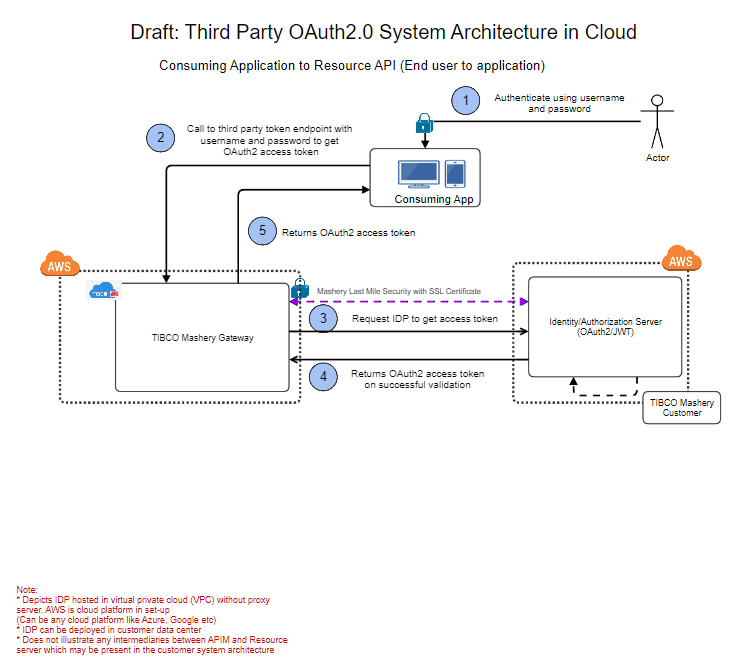 Draft: Third Party OAuth2.0 System Architecture in Cloud
Consuming Application to Resource API (End user to application)
1
Authenticate using username
and password
2
Call to third party token endpoint with
username and password to get
OAuth2 access token
Actor
Consuming App
5
Returns OAuth2 access token
AWS
AWS
TIBCO
Mashery Last Mile Security with SSL Certificate
3
Request IDP to get access token
Identity/Authorization Server
(OAuth2/JWT)
TIBCO Mashery Gateway
4
Returns OAuth2 access token
on successful validation
TIBCO Mashery
Customer
Note:
* Depicts IDP hosted in virtual private cloud (VPC) without proxy
server. AWS is cloud platform in set-up
(Can be any cloud platform like Azure, Google etc)
* IDP can be deployed in customer data center
* Does not illustrate any intermediaries between APIM and Resource
server which may be present in the customer system architecture